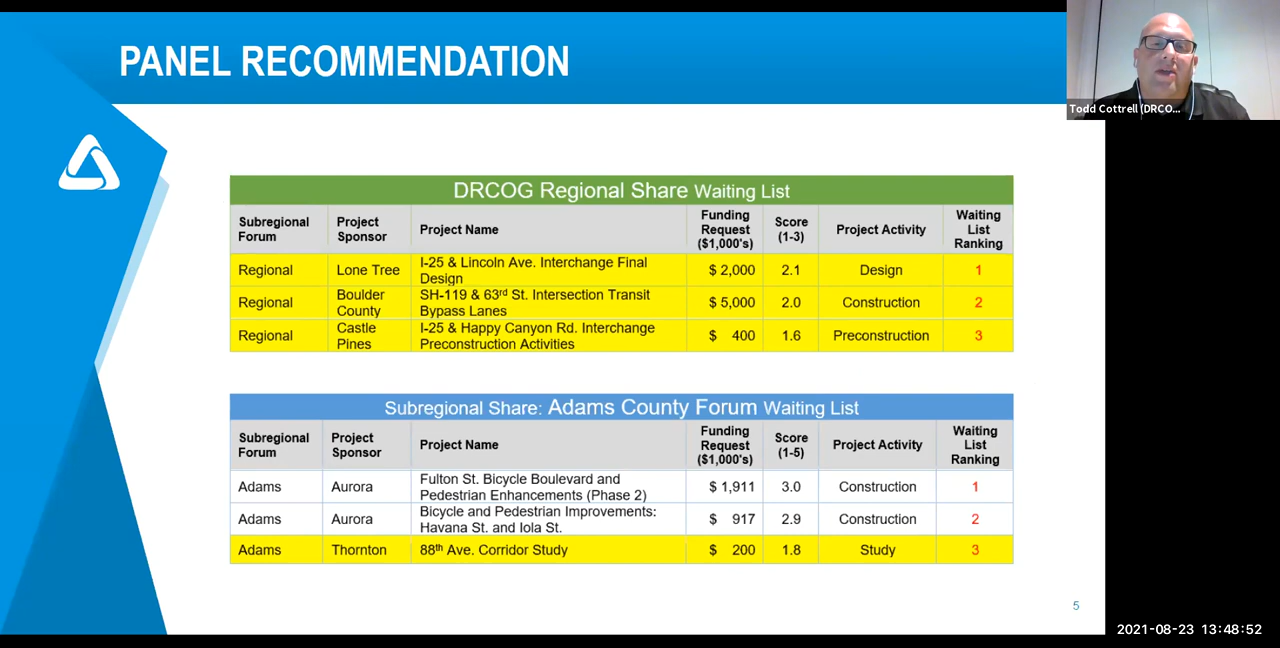 PANEL RECOMMENDATION
Todd Cottrell (DRCO...
DRCOG Regional Share Waiting List
Subregional Forum Project Sponsor Project Name Funding Request ($1,000's) Score (1-3) Project Activity Waiting List Ranking
Regional Lone Tree I-25 & Lincoln Ave. Interchange Final Design $ 2,000 2.1 Design 1
Regional Boulder County SH-119 & 63rd St. Intersection Transit Bypass Lanes $ 5,000 2.0 Construction 2
Regional Castle Pines I-25 & Happy Canyon Rd. Interchange Preconstruction Activities $ 400 1.6 Preconstruction 3
Subregional Share: Adams County Forum Waiting List
Subregional Forum Project Sponsor Project Name Funding Request ($1,000's) Score (1-5) Project Activity Waiting List Ranking
Adams Aurora Fulton St. Bicycle Boulevard and Pedestrian Enhancements (Phase 2) $ 1,911 3.0 Construction 1
Adams Aurora Bicycle and Pedestrian Improvements: Havana St. and Iola St. $ 917 2.9 Construction 2
Adams Thornton 88th Ave. Corridor Study $ 200 1.8 Study 3
5
2021-08-23 13:48:52